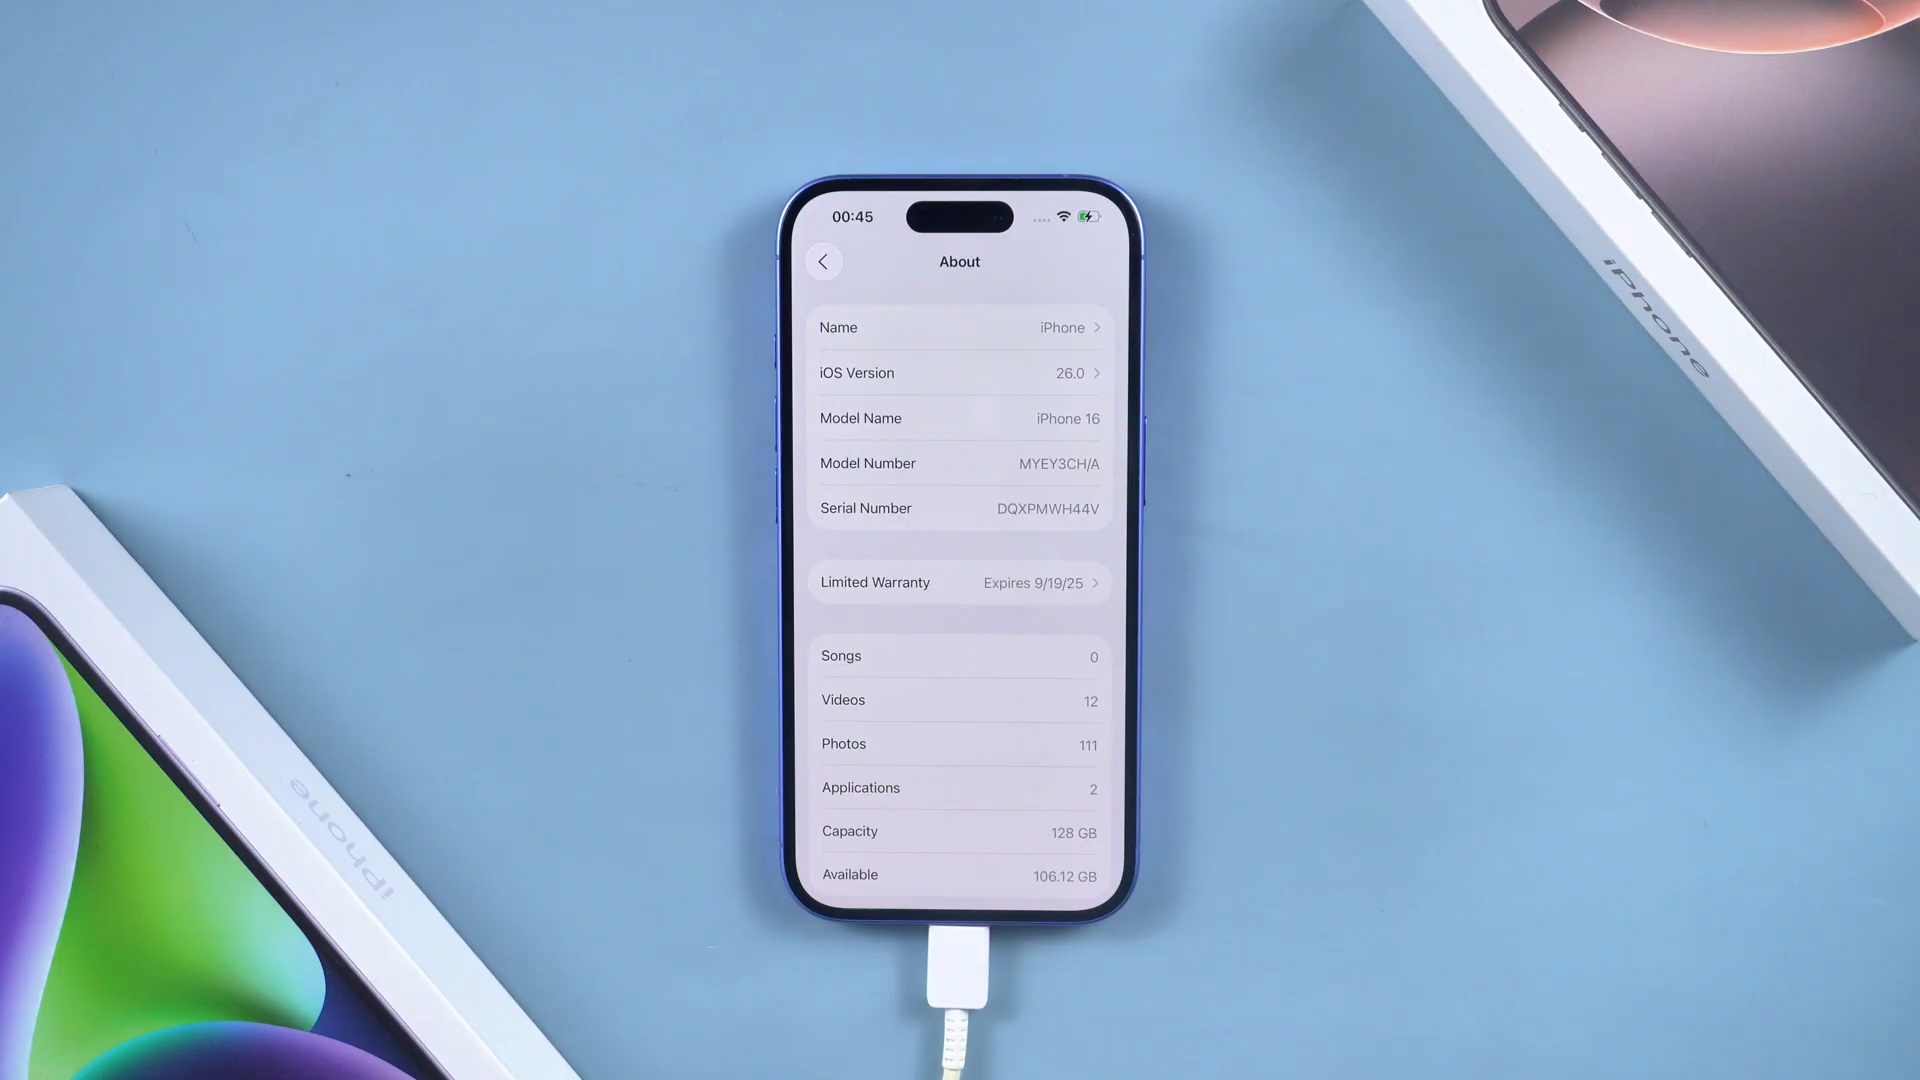 00:45
About
Name iPhone
iOS Version 26.0
Model Name iPhone 16
Model Number MYEY3CH/A
Serial Number DQXPMWH44V
Limited Warranty Expires 9/19/25
Songs 0
Videos 12
Photos 111
Applications 2
Capacity 128 GB
Available 106.12 GB
iPhone
iPhone